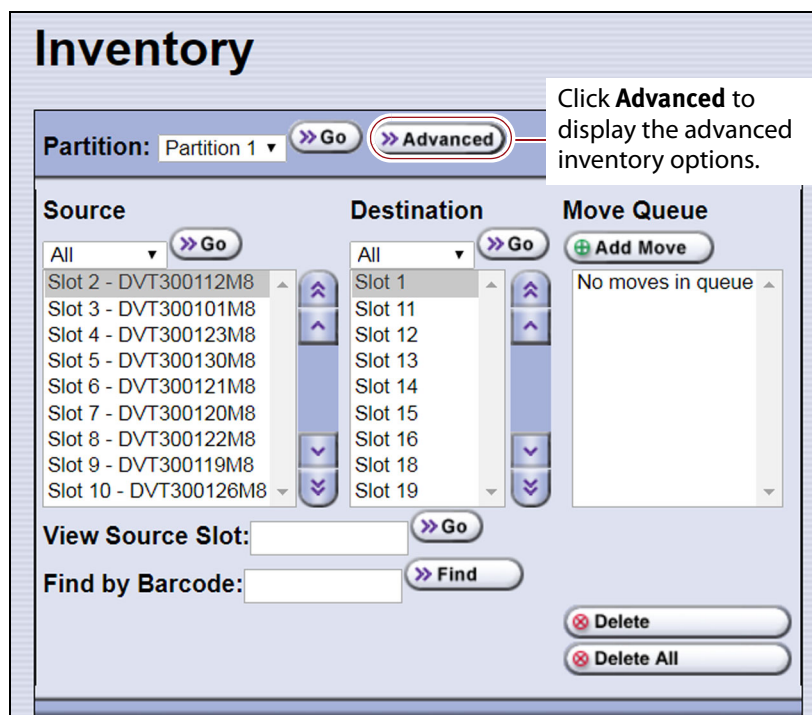 Inventory
Click Advanced to
display the advanced
inventory options.
Partition: Partition 1 Go Advanced
Source
All Go
Slot 2 - DVT300112M8
Slot 3 - DVT300101M8
Slot 4 - DVT300123M8
Slot 5 - DVT300130M8
Slot 6 - DVT300121M8
Slot 7 - DVT300120M8
Slot 8 - DVT300122M8
Slot 9 - DVT300119M8
Slot 10 - DVT300126M8
Destination
All Go
Slot 1
Slot 11
Slot 12
Slot 13
Slot 14
Slot 15
Slot 16
Slot 18
Slot 19
Move Queue
Add Move
No moves in queue
View Source Slot: Go
Find by Barcode: Find
Delete
Delete All